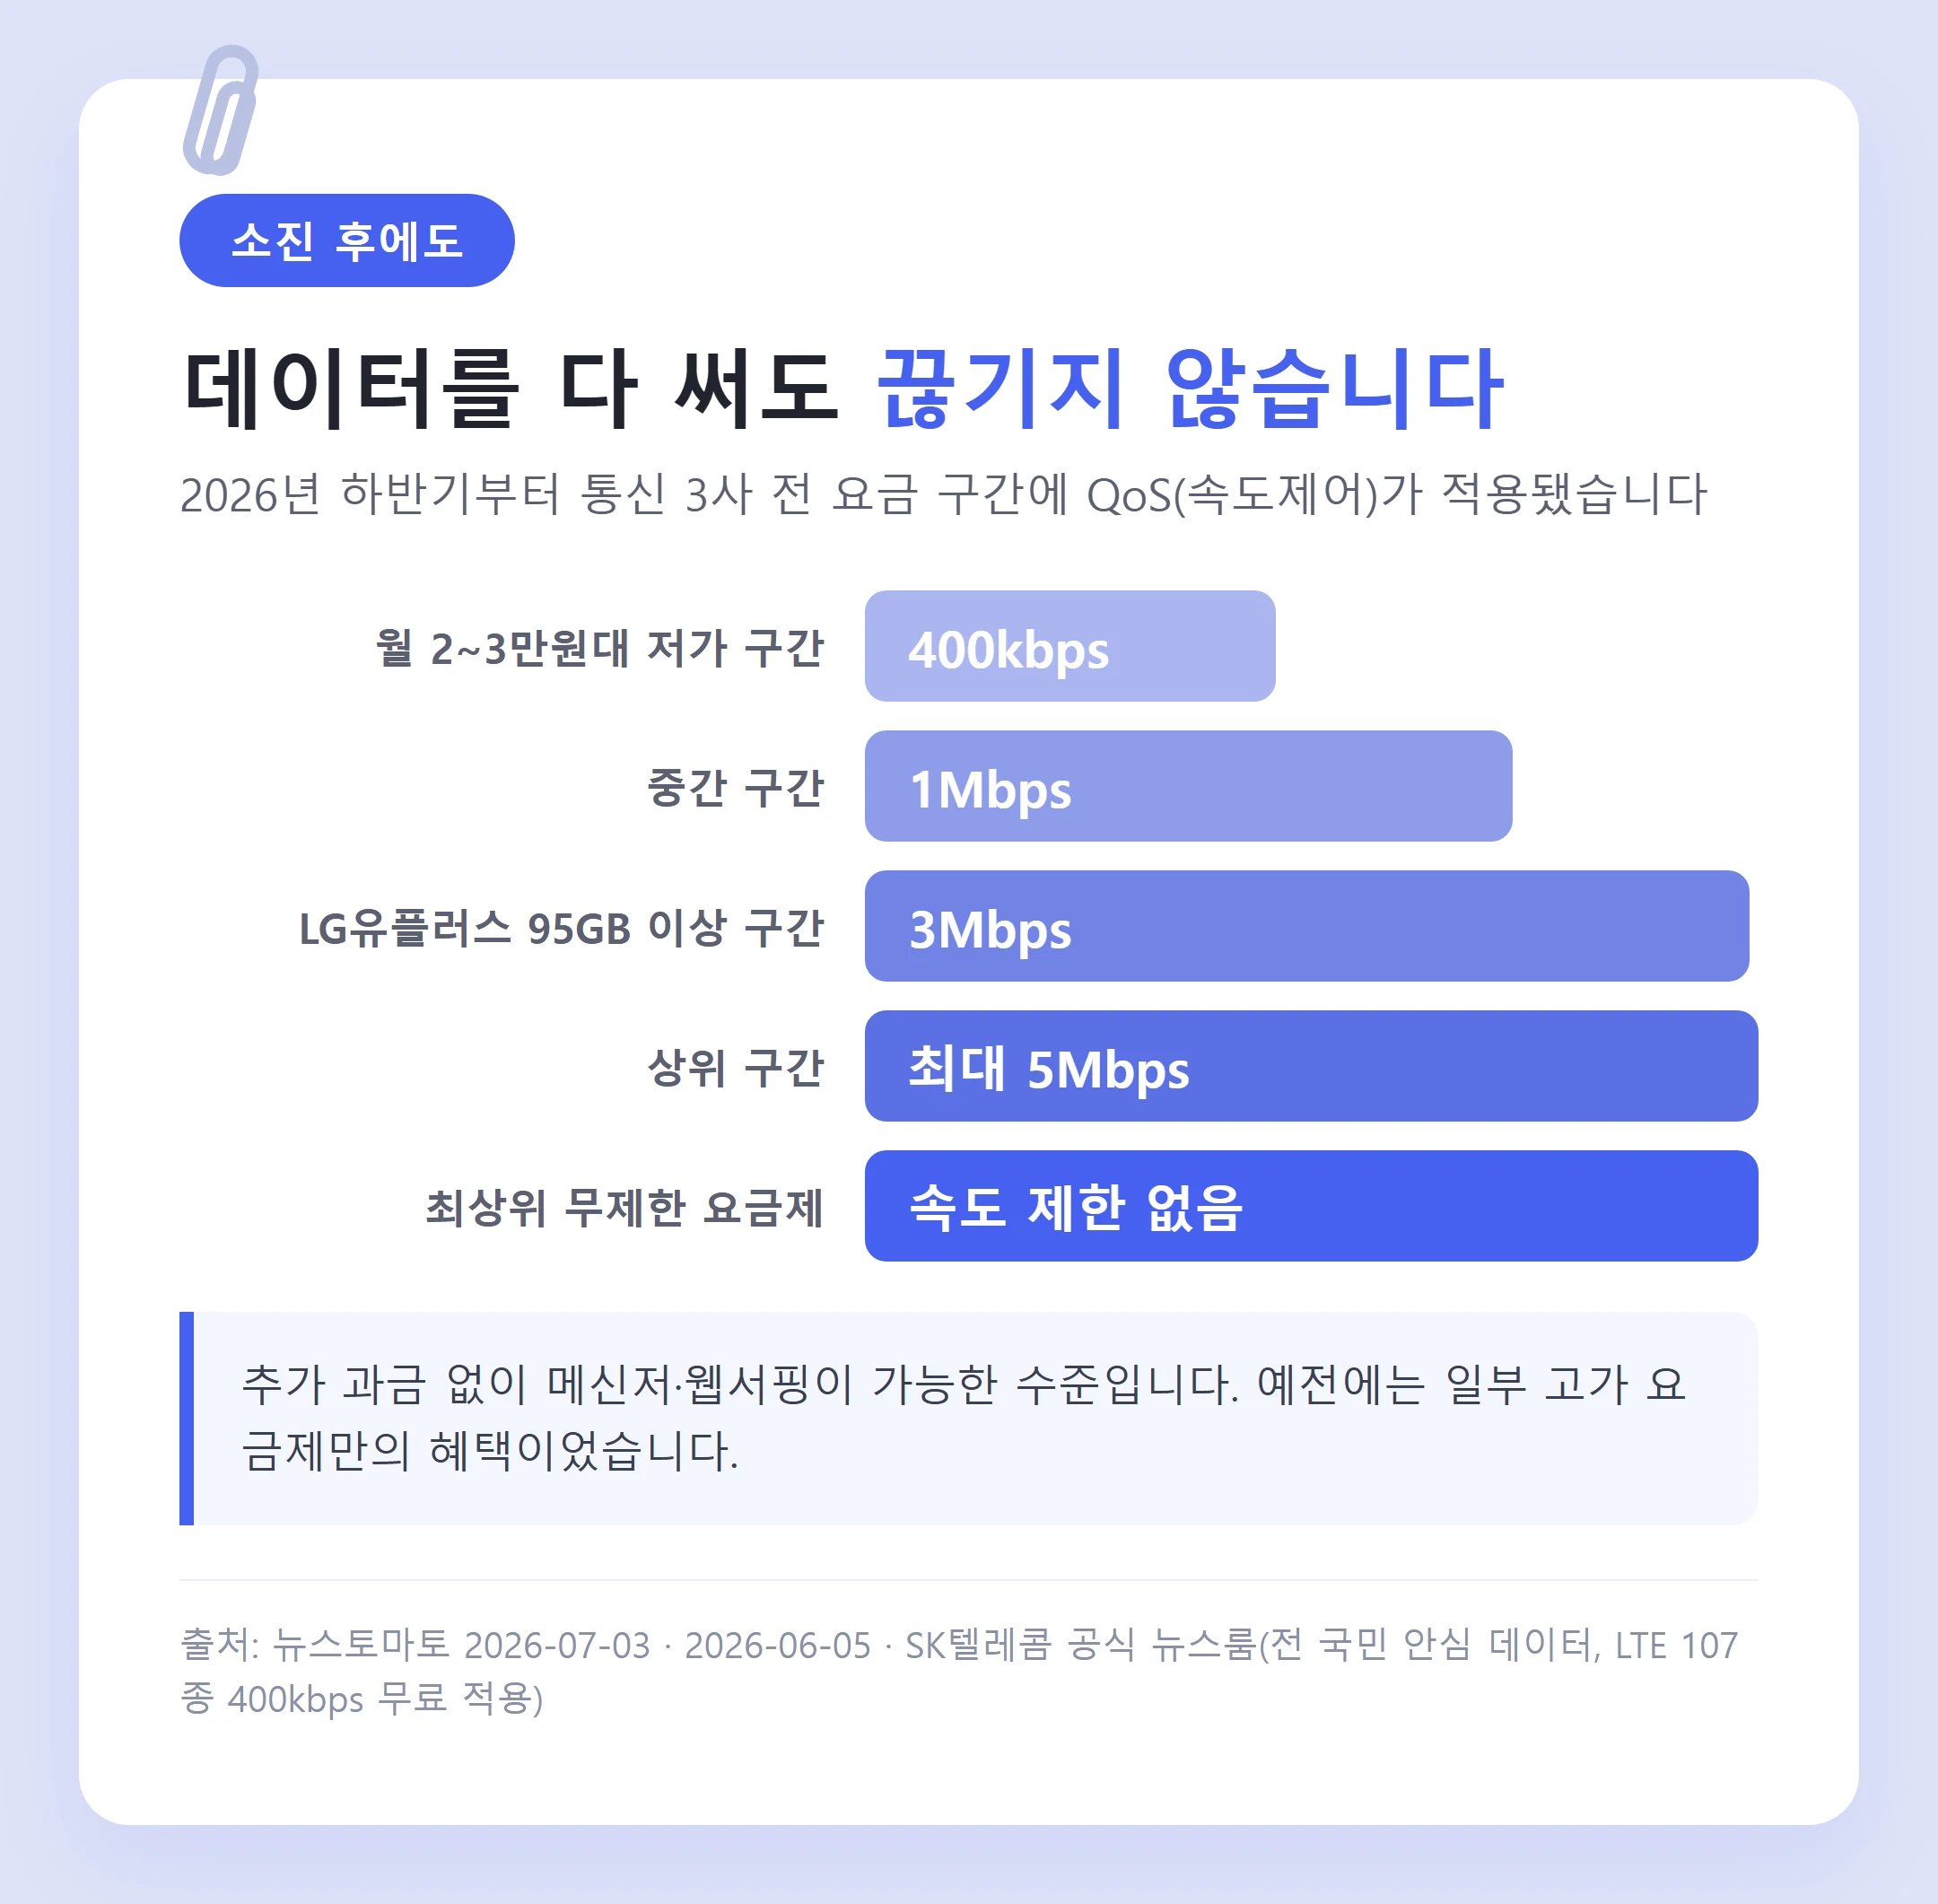 소진 후에도
데이터를 다 써도 끊기지 않습니다
2026년 하반기부터 통신 3사 전 요금 구간에 QoS(속도제어)가 적용됐습니다
월 2~3만원대 저가 구간 400kbps
중간 구간 1Mbps
LG유플러스 95GB 이상 구간 3Mbps
상위 구간 최대 5Mbps
최상위 무제한 요금제 속도 제한 없음
추가 과금 없이 메신저·웹서핑이 가능한 수준입니다. 예전에는 일부 고가 요
금제만의 혜택이었습니다.
출처: 뉴스토마토 2026-07-03 · 2026-06-05 · SK텔레콤 공식 뉴스룸(전 국민 안심 데이터, LTE 107
종 400kbps 무료 적용)